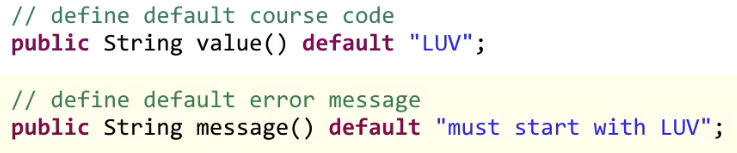 // define default course code
public String value() default "LUV";
// define default error message
public String message() default "must start with LUV";